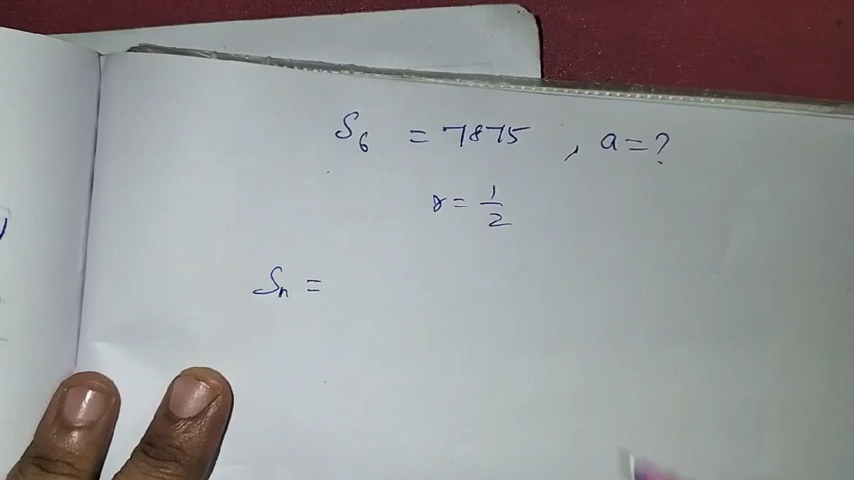 S₆ = 7875 , a = ?
r = 1/2
Sₙ =